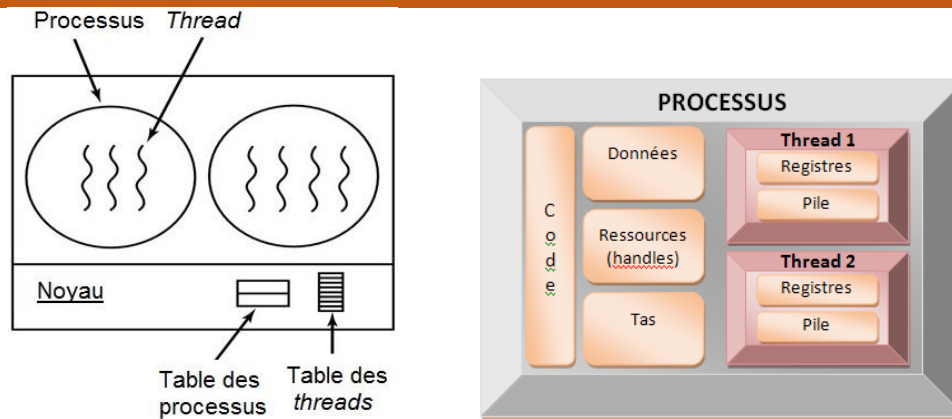 Processus Thread
Noyau
Table des
processus
Table des
threads
PROCESSUS
C
o
d
e
Données
Ressources
(handles)
Tas
Thread 1
Registres
Pile
Thread 2
Registres
Pile